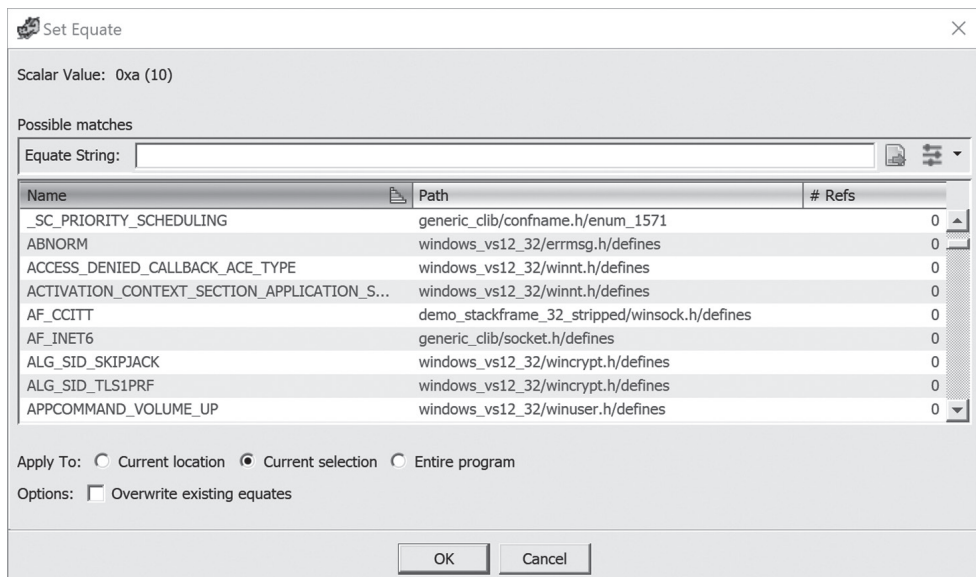 Set Equate
Scalar Value: 0xa (10)
Possible matches
Equate String:
Name Path # Refs
_SC_PRIORITY_SCHEDULING generic_clib/confname.h/enum_1571 0
ABNORM windows_vs12_32/errmsg.h/defines 0
ACCESS_DENIED_CALLBACK_ACE_TYPE windows_vs12_32/winnt.h/defines 0
ACTIVATION_CONTEXT_SECTION_APPLICATION_S... windows_vs12_32/winnt.h/defines 0
AF_CCITT demo_stackframe_32_stripped/winsock.h/defines 0
AF_INET6 generic_clib/socket.h/defines 0
ALG_SID_SKIPJACK windows_vs12_32/wincrypt.h/defines 0
ALG_SID_TLS1PRF windows_vs12_32/wincrypt.h/defines 0
APPCOMMAND_VOLUME_UP windows_vs12_32/winuser.h/defines 0
Apply To: Current location Current selection Entire program
Options: Overwrite existing equates
OK Cancel